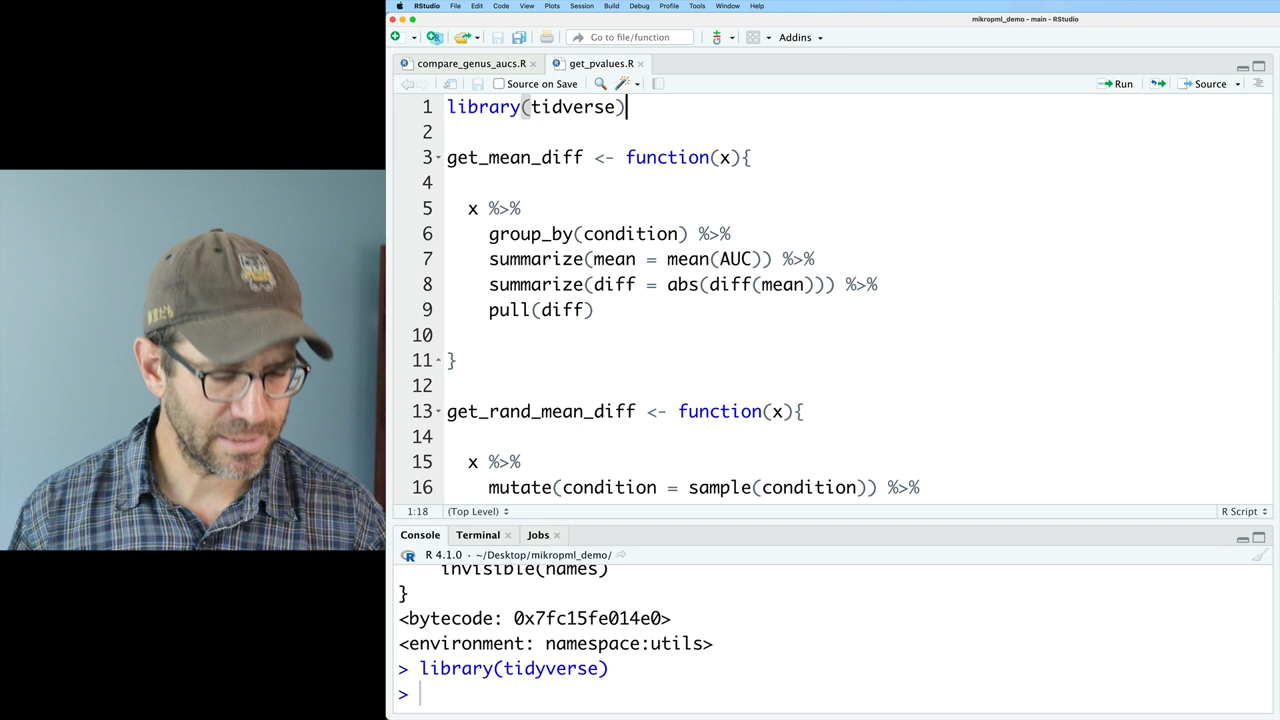 RStudio File Edit Code View Plots Session Build Debug Profile Tools Window Help
mikropml_demo - main - RStudio
Go to file/function Addins
compare_genus_aucs.R get_pvalues.R
Source on Save Run Source
1 library(tidverse)
2
3 get_mean_diff <- function(x){
4
5 x %>%
6 group_by(condition) %>%
7 summarize(mean = mean(AUC)) %>%
8 summarize(diff = abs(diff(mean))) %>%
9 pull(diff)
10
11 }
12
13 get_rand_mean_diff <- function(x){
14
15 x %>%
16 mutate(condition = sample(condition)) %>%
1:18 (Top Level) R Script
Console Terminal Jobs
R 4.1.0 · ~/Desktop/mikropml_demo/
invisible(names)
}
<bytecode: 0x7fc15fe014e0>
<environment: namespace:utils>
> library(tidyverse)
>